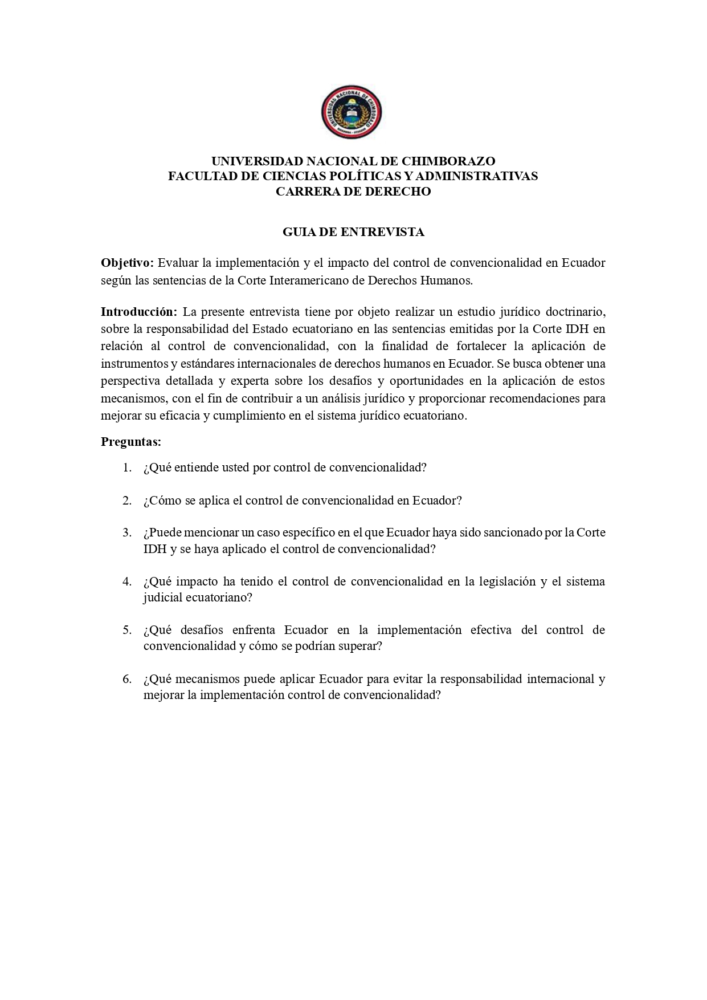 UNIVERSIDAD NACIONAL DE CHIMBORAZO
UNIVERSIDAD NACIONAL DE CHIMBORAZO
FACULTAD DE CIENCIAS POLÍTICAS Y ADMINISTRATIVAS
CARRERA DE DERECHO
GUIA DE ENTREVISTA
Objetivo: Evaluar la implementación y el impacto del control de convencionalidad en Ecuador
según las sentencias de la Corte Interamericano de Derechos Humanos.
Introducción: La presente entrevista tiene por objeto realizar un estudio jurídico doctrinario,
sobre la responsabilidad del Estado ecuatoriano en las sentencias emitidas por la Corte IDH en
relación al control de convencionalidad, con la finalidad de fortalecer la aplicación de
instrumentos y estándares internacionales de derechos humanos en Ecuador. Se busca obtener una
perspectiva detallada y experta sobre los desafíos y oportunidades en la aplicación de estos
mecanismos, con el fin de contribuir a un análisis jurídico y proporcionar recomendaciones para
mejorar su eficacia y cumplimiento en el sistema jurídico ecuatoriano.
Preguntas:
1. ¿Qué entiende usted por control de convencionalidad?
2. ¿Cómo se aplica el control de convencionalidad en Ecuador?
3. ¿Puede mencionar un caso específico en el que Ecuador haya sido sancionado por la Corte
IDH y se haya aplicado el control de convencionalidad?
4. ¿Qué impacto ha tenido el control de convencionalidad en la legislación y el sistema
judicial ecuatoriano?
5. ¿Qué desafíos enfrenta Ecuador en la implementación efectiva del control de
convencionalidad y cómo se podrían superar?
6. ¿Qué mecanismos puede aplicar Ecuador para evitar la responsabilidad internacional y
mejorar la implementación control de convencionalidad?